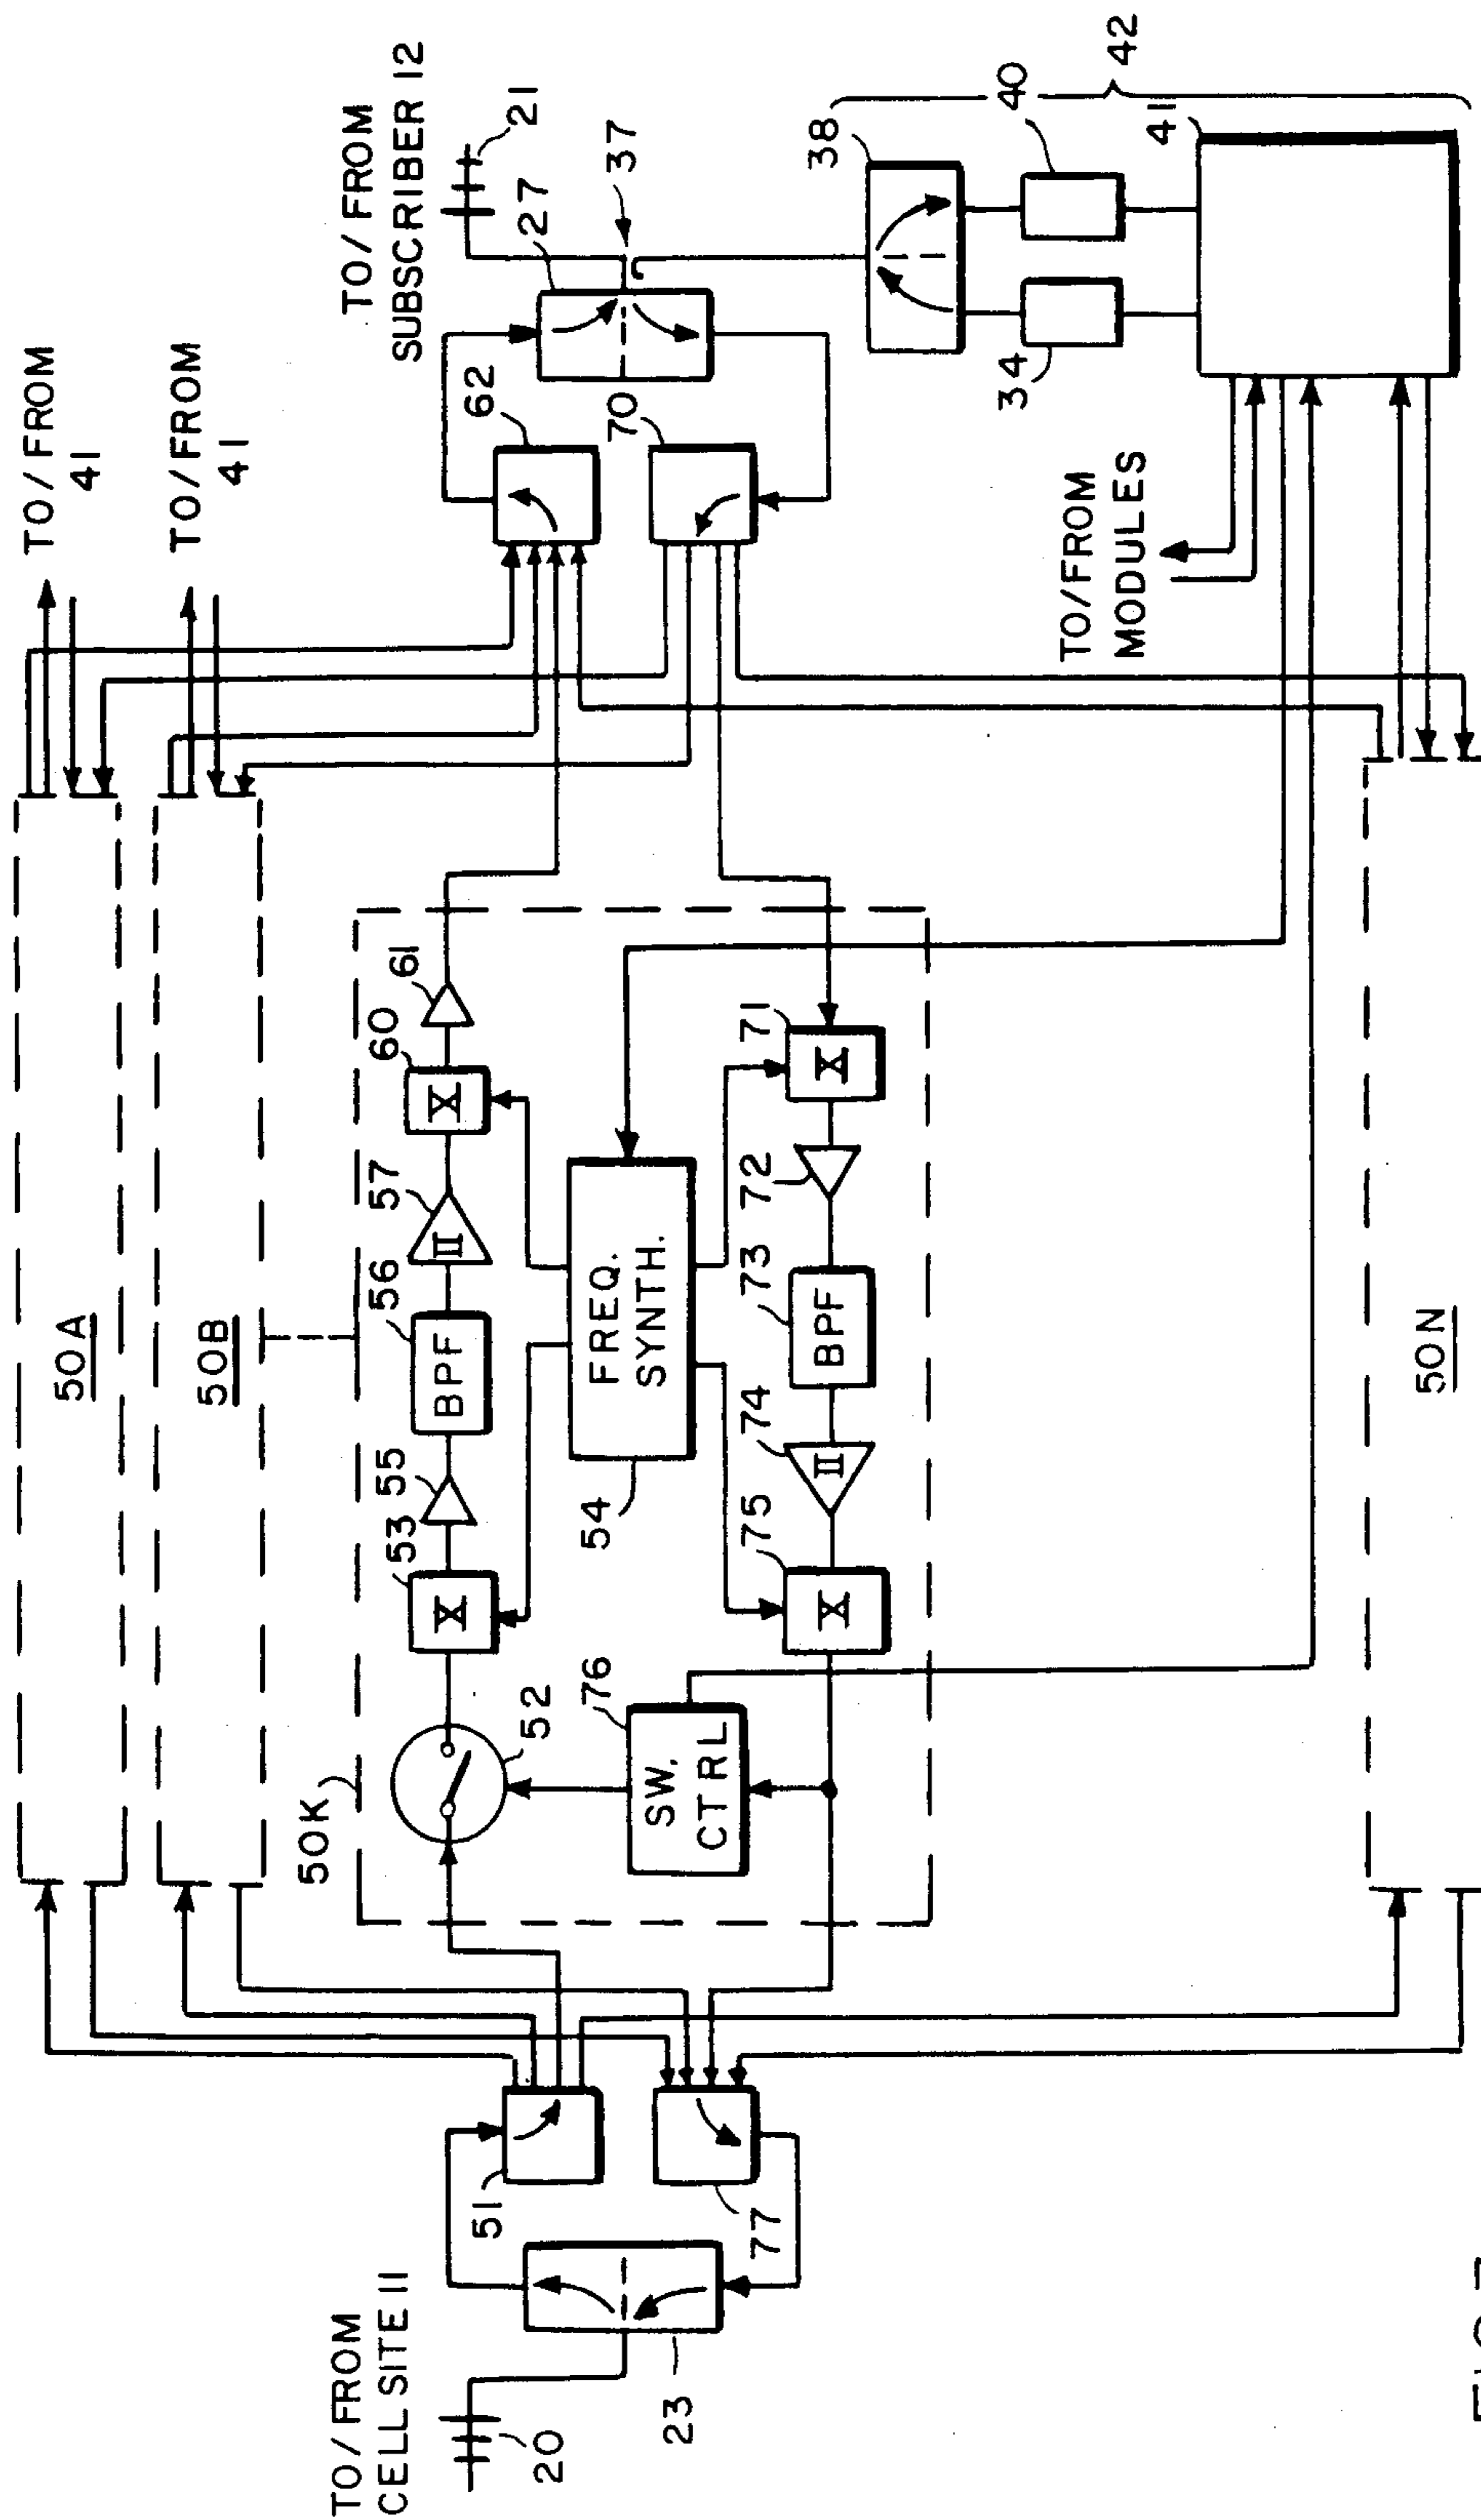 TO/FROM
CELL SITE 11
20
23
51
77
50A
50B
50K
52
SW.
CTRL
76
X
53
55
BPF
56
II
57
X
60
61
FREQ.
SYNTH.
54
X
75
II
74
BPF
73
72
X
71
50N
TO/FROM
41
TO/FROM
41
62
70
TO/FROM
SUBSCRIBER 12
21
27
37
38
34
40
41
42
TO/FROM
MODULES